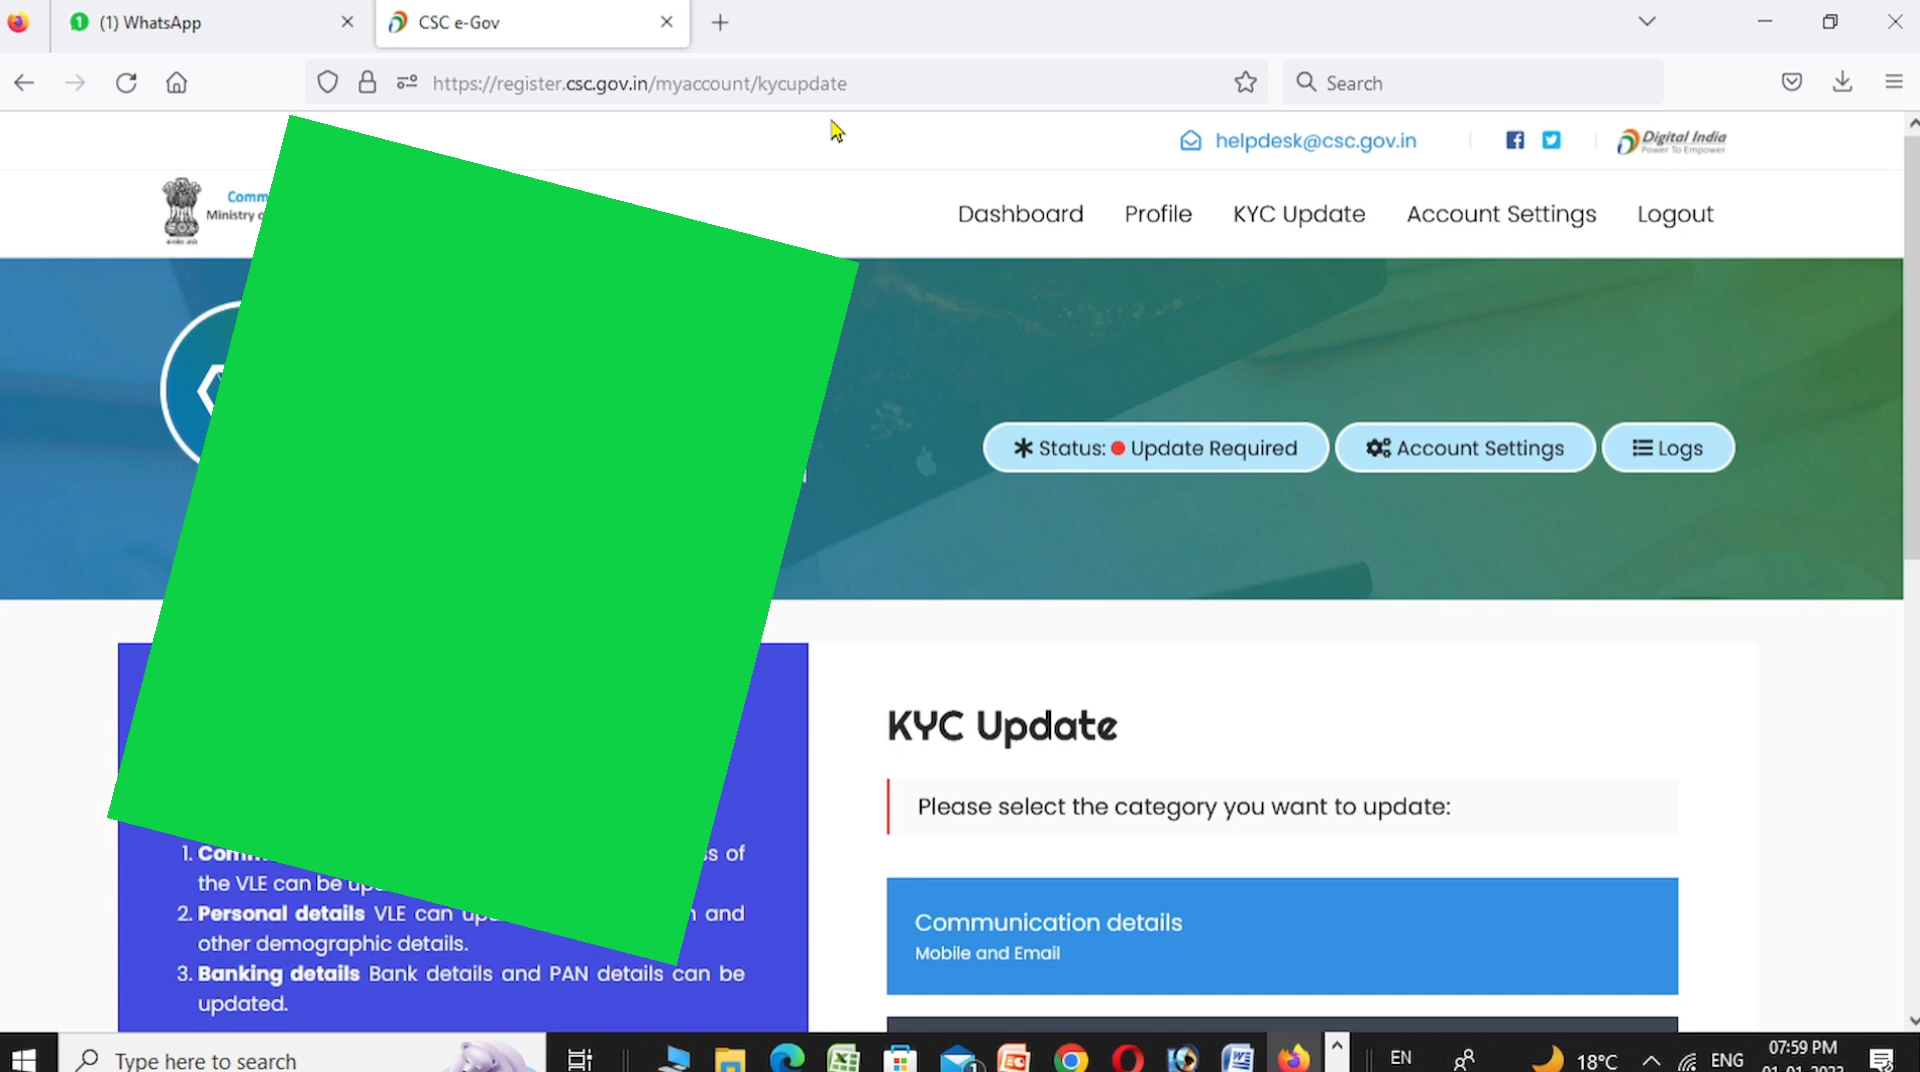 (1) WhatsApp
CSC e-Gov
https://register.csc.gov.in/myaccount/kycupdate
Search
helpdesk@csc.gov.in
Digital India
Power To Empower
Ministry
Dashboard Profile KYC Update Account Settings Logout
Status: Update Required
Account Settings
Logs
1.
of
the VLE can be
2. Personal details VLE can and
other demographic details.
3. Banking details Bank details and PAN details can be
updated.
KYC Update
Please select the category you want to update:
Communication details
Mobile and Email
Type here to search
EN
18°C
ENG
07:59 PM